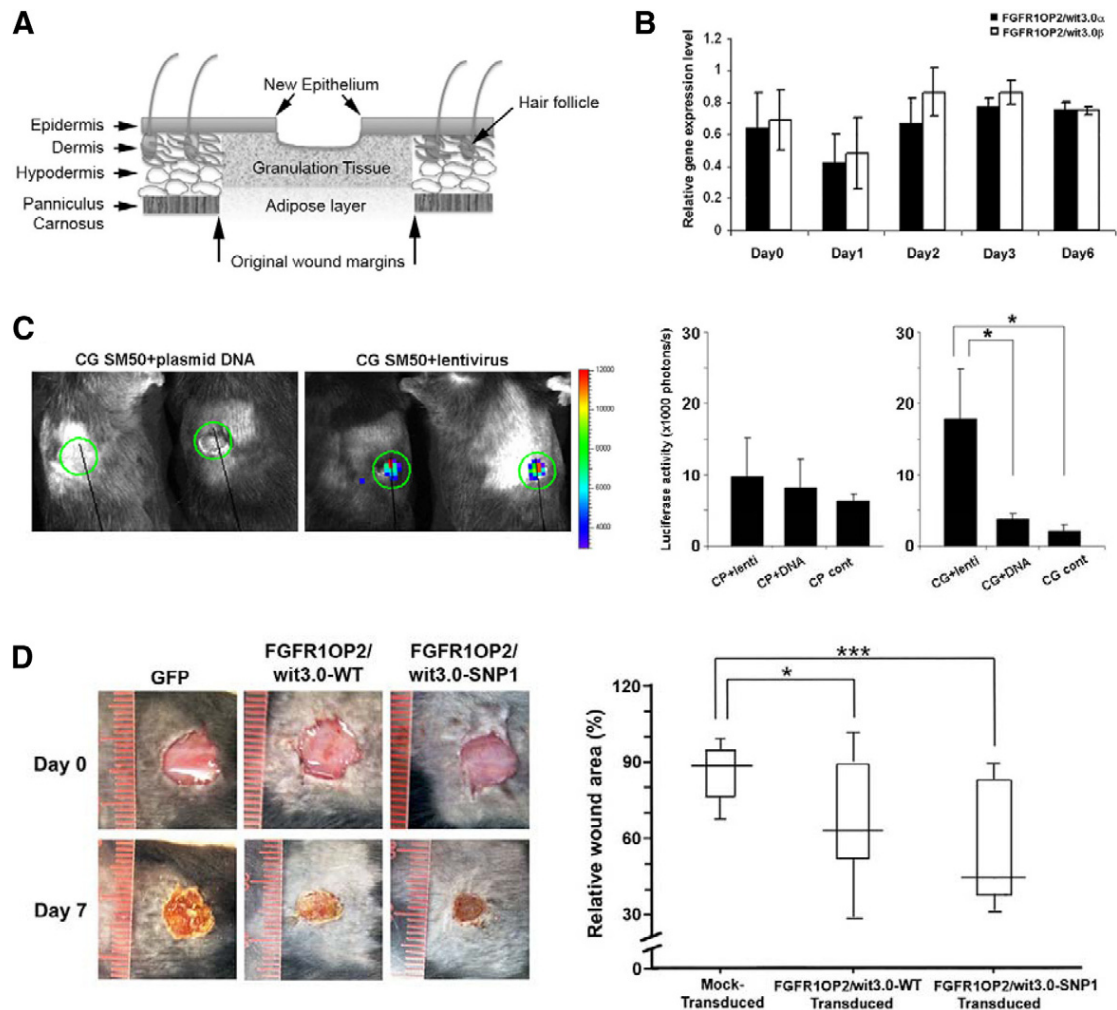 A
New Epithelium
Hair follicle
Epidermis
Dermis
Granulation Tissue
Hypodermis
Adipose layer
Panniculus
Carnosus
Original wound margins
B
FGFR1OP2/wit3.0α
FGFR1OP2/wit3.0β
Relative gene expression level
1.2
1
0.8
0.6
0.4
0.2
0
Day0 Day1 Day2 Day3 Day6
C
CG SM50+plasmid DNA
CG SM50+lentivirus
12000
10000
8000
6000
4000
Luciferase activity (x1000 photons/s)
30
20
10
0
CP+lenti CP+DNA CP cont
30
20
10
0
*
*
CG+lenti CG+DNA CG cont
D
GFP
FGFR1OP2/
wit3.0-WT
FGFR1OP2/
wit3.0-SNP1
Day 0
Day 7
Relative wound area (%)
120
90
60
30
0
***
*
Mock-
Transduced
FGFR1OP2/wit3.0-WT
Transduced
FGFR1OP2/wit3.0-SNP1
Transduced